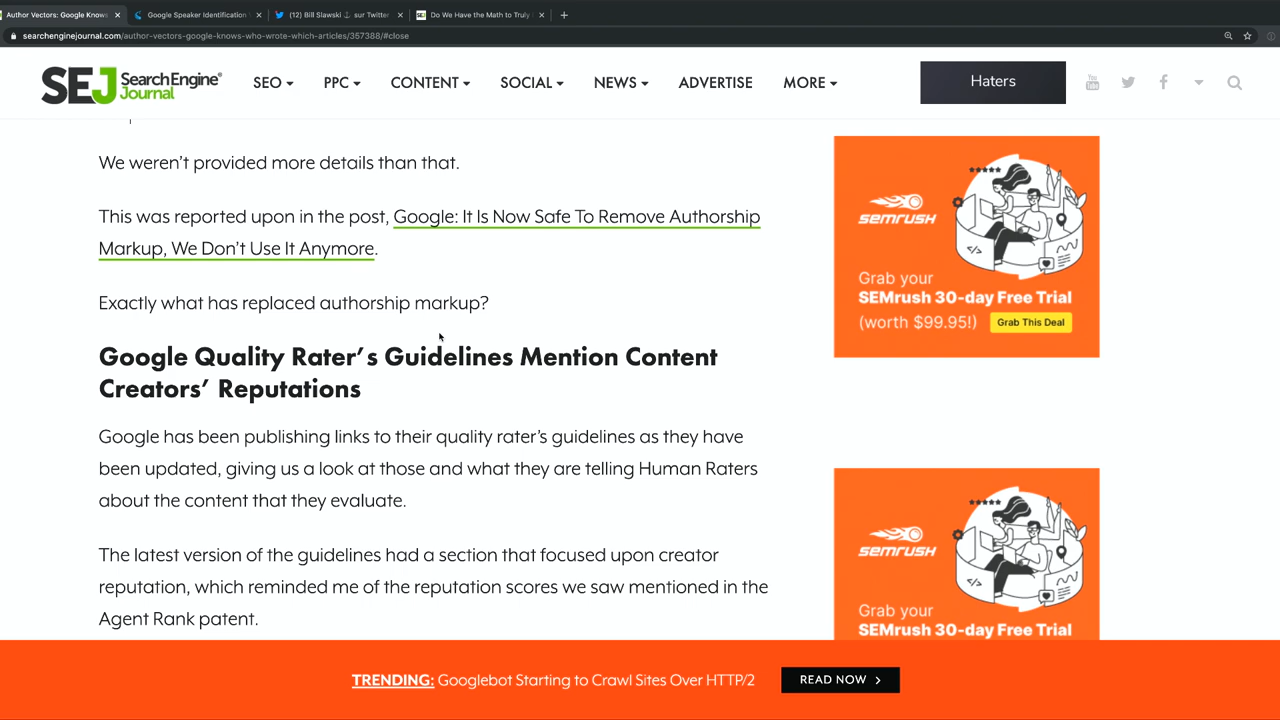 Author Vectors: Google Knows
Google Speaker Identification
(12) Bill Slawski ⚓ sur Twitter
Do We Have the Math to Truly
searchenginejournal.com/author-vectors-google-knows-who-wrote-which-articles/357388/#close
SEJ SearchEngine Journal®
SEO
PPC
CONTENT
SOCIAL
NEWS
ADVERTISE
MORE
Haters
You Tube
We weren't provided more details than that.
This was reported upon in the post, Google: It Is Now Safe To Remove Authorship
Markup, We Don't Use It Anymore.
Exactly what has replaced authorship markup?
Google Quality Rater's Guidelines Mention Content
Creators' Reputations
Google has been publishing links to their quality rater's guidelines as they have
been updated, giving us a look at those and what they are telling Human Raters
about the content that they evaluate.
The latest version of the guidelines had a section that focused upon creator
reputation, which reminded me of the reputation scores we saw mentioned in the
Agent Rank patent.
SEMRUSH
Grab your
SEMrush 30-day Free Trial
(worth $99.95!) Grab This Deal
SEMRUSH
Grab your
SEMrush 30-day Free Trial
TRENDING: Googlebot Starting to Crawl Sites Over HTTP/2
READ NOW